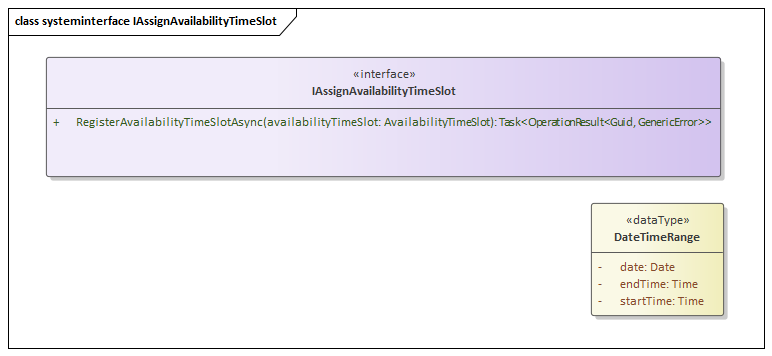 class systeminterface IAssignAvailabilityTimeSlot
«interface»
IAssignAvailabilityTimeSlot
+ RegisterAvailabilityTimeSlotAsync(availabilityTimeSlot: AvailabilityTimeSlot): Task<OperationResult<Guid, GenericError>>
«dataType»
DateTimeRange
- date: Date
- endTime: Time
- startTime: Time